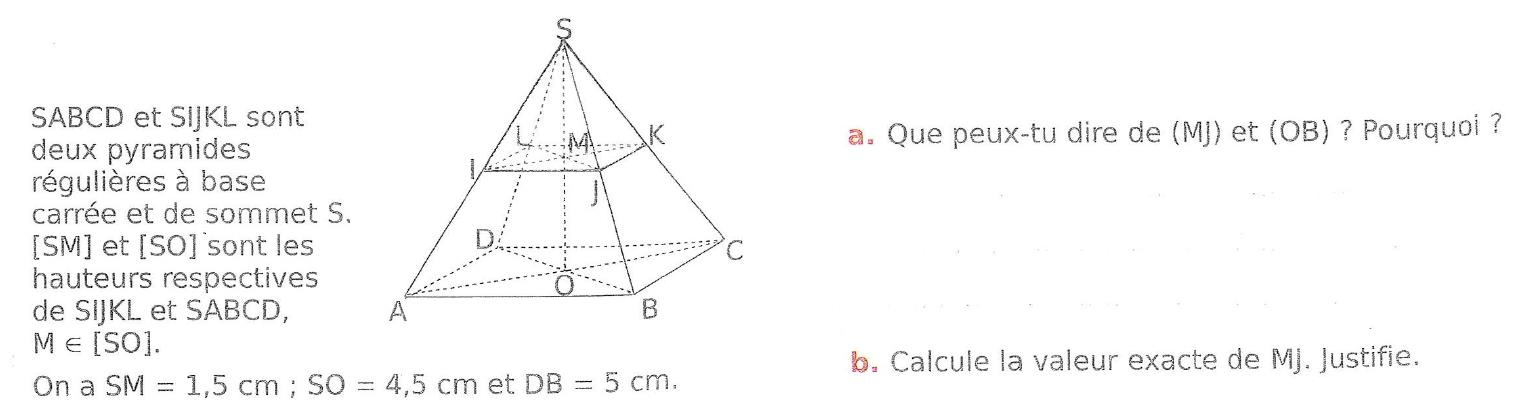 SABCD et SIJKL sont
deux pyramides
régulières à base
carrée et de sommet S.
[SM] et [SO] sont les
hauteurs respectives
de SIJKL et SABCD,
M ∈ [SO].
On a SM = 1,5 cm ; SO = 4,5 cm et DB = 5 cm.
S
L M K
I J
D C
O
A B
a. Que peux-tu dire de (MJ) et (OB) ? Pourquoi ?
b. Calcule la valeur exacte de MJ. Justifie.